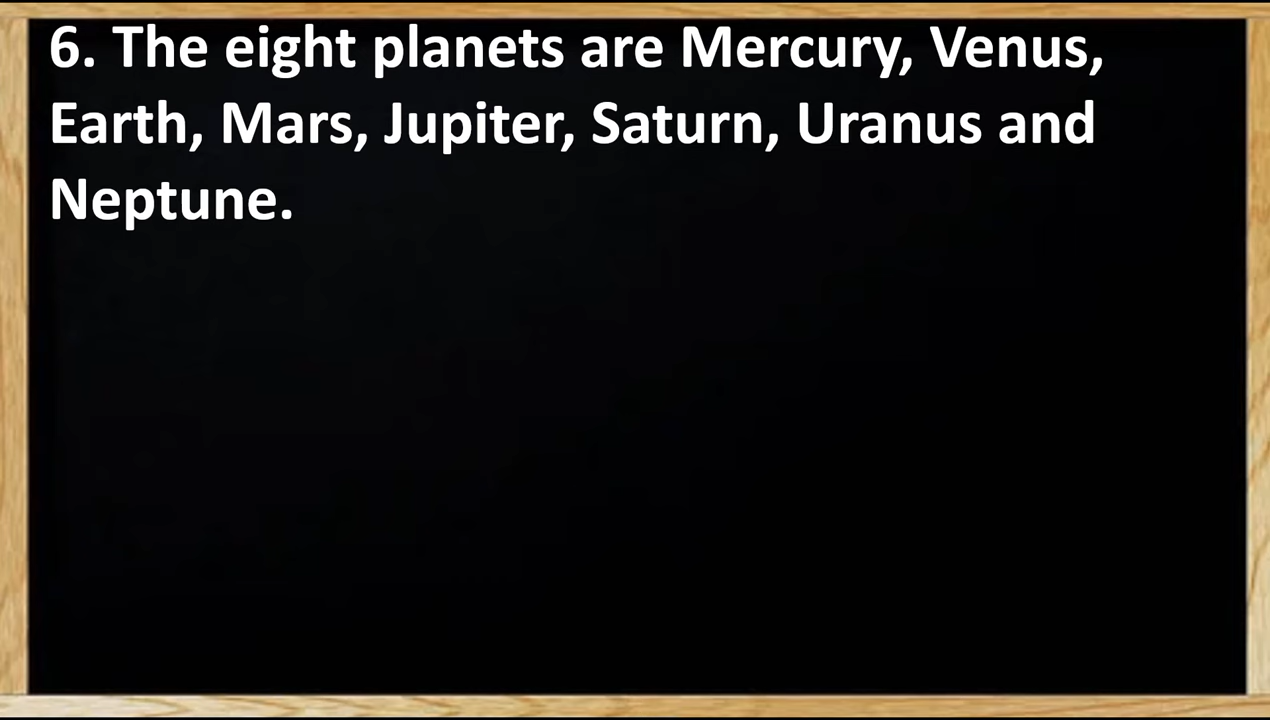 6. The eight planets are Mercury, Venus,
Earth, Mars, Jupiter, Saturn, Uranus and
Neptune.